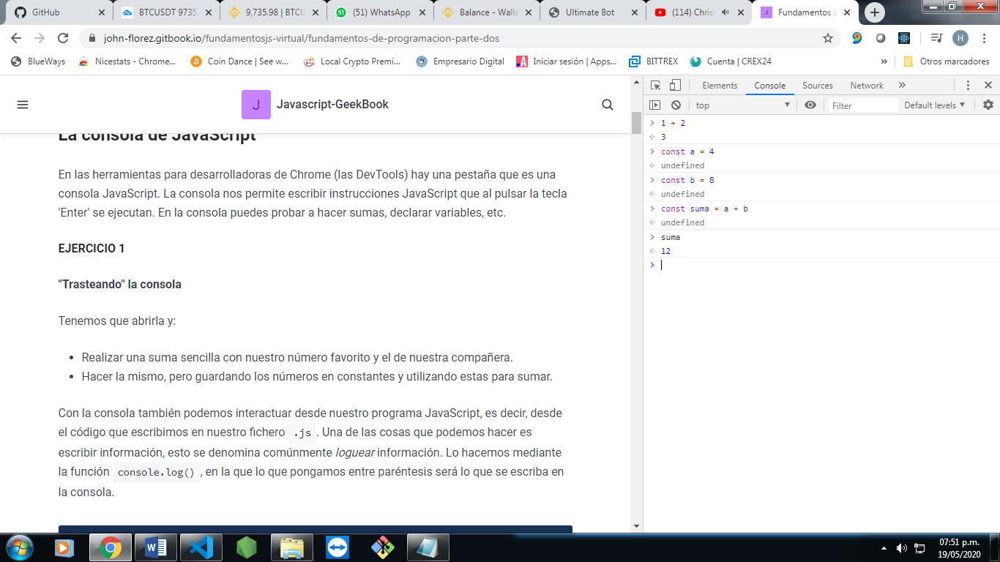 GitHub
BTCUSDT 9735.
9,735.98 | BTCU
(51) WhatsApp
Balance - Walle
Ultimate Bot
(114) Christ
Fundamentos
john-florez.gitbook.io/fundamentosjs-virtual/fundamentos-de-programacion-parte-dos
H
BlueWays
Nicestats - Chrome...
Coin Dance | See w...
Local Crypto Premi...
Empresario Digital
Iniciar sesión | Apps...
BITTREX
Cuenta | CREX24
»
Otros marcadores
J Javascript-GeekBook
La consola de JavaScript
En las herramientas para desarrolladoras de Chrome (las DevTools) hay una pestaña que es una
consola JavaScript. La consola nos permite escribir instrucciones JavaScript que al pulsar la tecla
'Enter' se ejecutan. En la consola puedes probar a hacer sumas, declarar variables, etc.
EJERCICIO 1
"Trasteando" la consola
Tenemos que abrirla y:
• Realizar una suma sencilla con nuestro número favorito y el de nuestra compañera.
• Hacer la mismo, pero guardando los números en constantes y utilizando estas para sumar.
Con la consola también podemos interactuar desde nuestro programa JavaScript, es decir, desde
el código que escribimos en nuestro fichero .js. Una de las cosas que podemos hacer es
escribir información, esto se denomina comúnmente loguear información. Lo hacemos mediante
la función console.log(), en la que lo que pongamos entre paréntesis será lo que se escriba en
la consola.
Elements Console Sources Network »
top Filter Default levels
> 1 + 2
3
> const a = 4
undefined
> const b = 8
undefined
> const suma = a + b
undefined
> suma
12
>
07:51 p.m.
19/05/2020